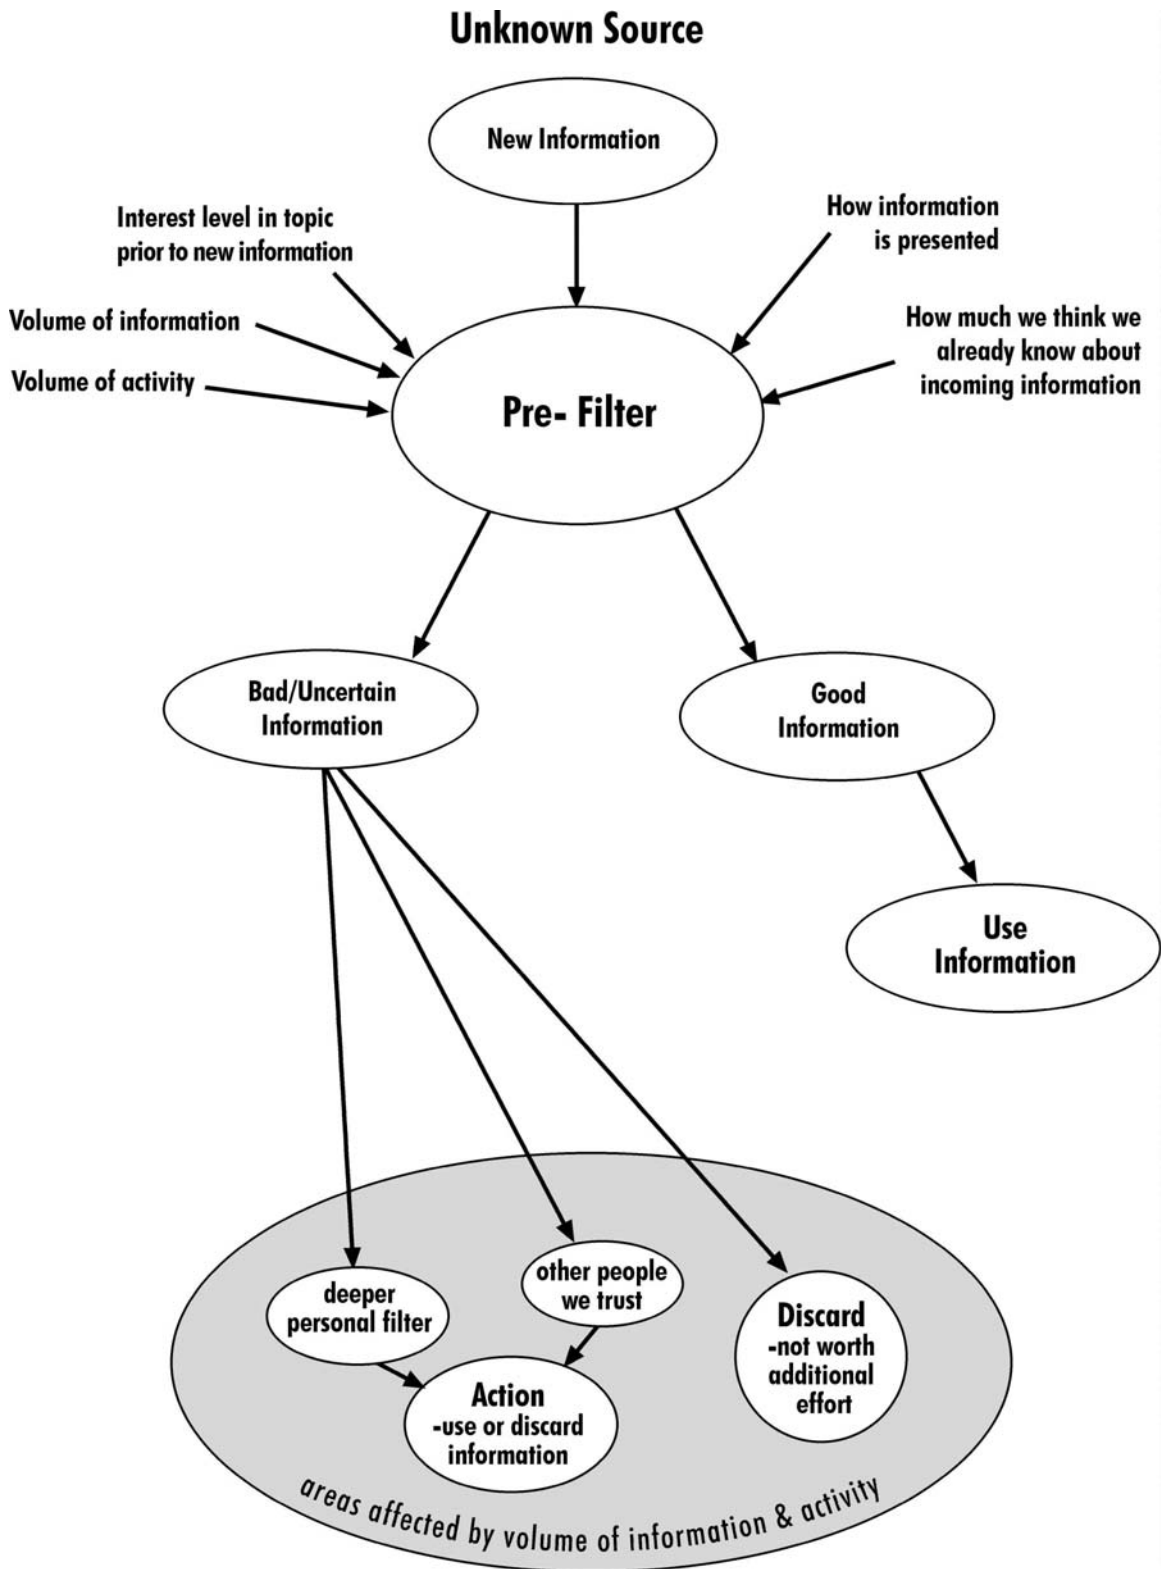 Unknown Source
New Information
Interest level in topic
prior to new information
How information
is presented
Volume of information
Volume of activity
How much we think we
already know about
incoming information
Pre- Filter
Bad/Uncertain
Information
Good
Information
Use
Information
deeper
personal filter
other people
we trust
Discard
-not worth
additional
effort
Action
-use or discard
information
areas affected by volume of information & activity